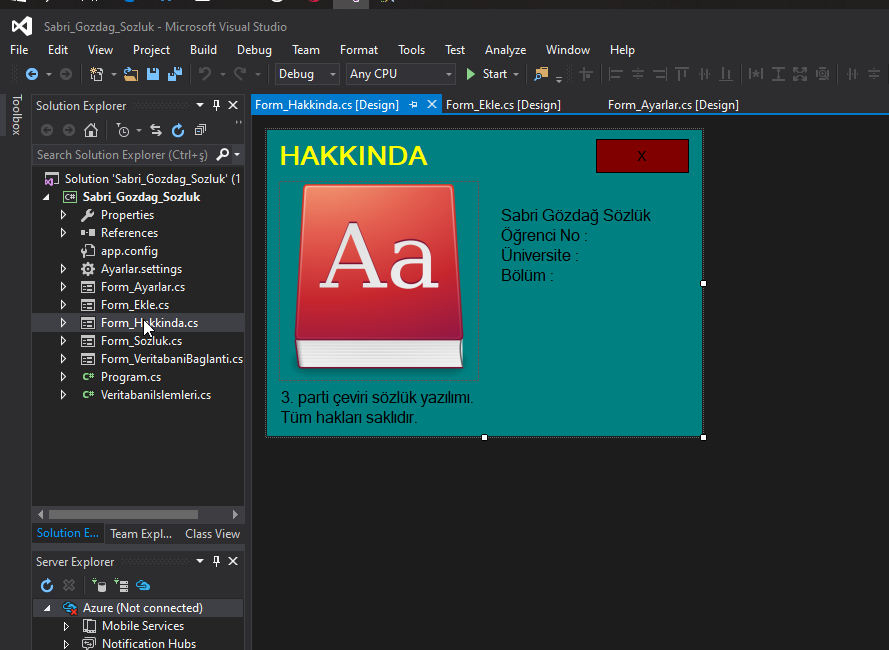 Sabri_Gozdag_Sozluk - Microsoft Visual Studio
File Edit View Project Build Debug Team Format Tools Test Analyze Window Help
Debug Any CPU Start
Toolbox
Solution Explorer
Search Solution Explorer (Ctrl+ş)
Solution 'Sabri_Gozdag_Sozluk' (1
C# Sabri_Gozdag_Sozluk
Properties
References
app.config
Ayarlar.settings
Form_Ayarlar.cs
Form_Ekle.cs
Form_Hakkinda.cs
Form_Sozluk.cs
Form_VeritabaniBaglanti.cs
C# Program.cs
C# VeritabaniIslemleri.cs
Solution E... Team Expl... Class View
Server Explorer
Azure (Not connected)
Mobile Services
Notification Hubs
Form_Hakkinda.cs [Design] Form_Ekle.cs [Design] Form_Ayarlar.cs [Design]
HAKKINDA
X
Aa
Sabri Gözdağ Sözlük
Öğrenci No :
Üniversite :
Bölüm :
3. parti çeviri sözlük yazılımı.
Tüm hakları saklıdır.